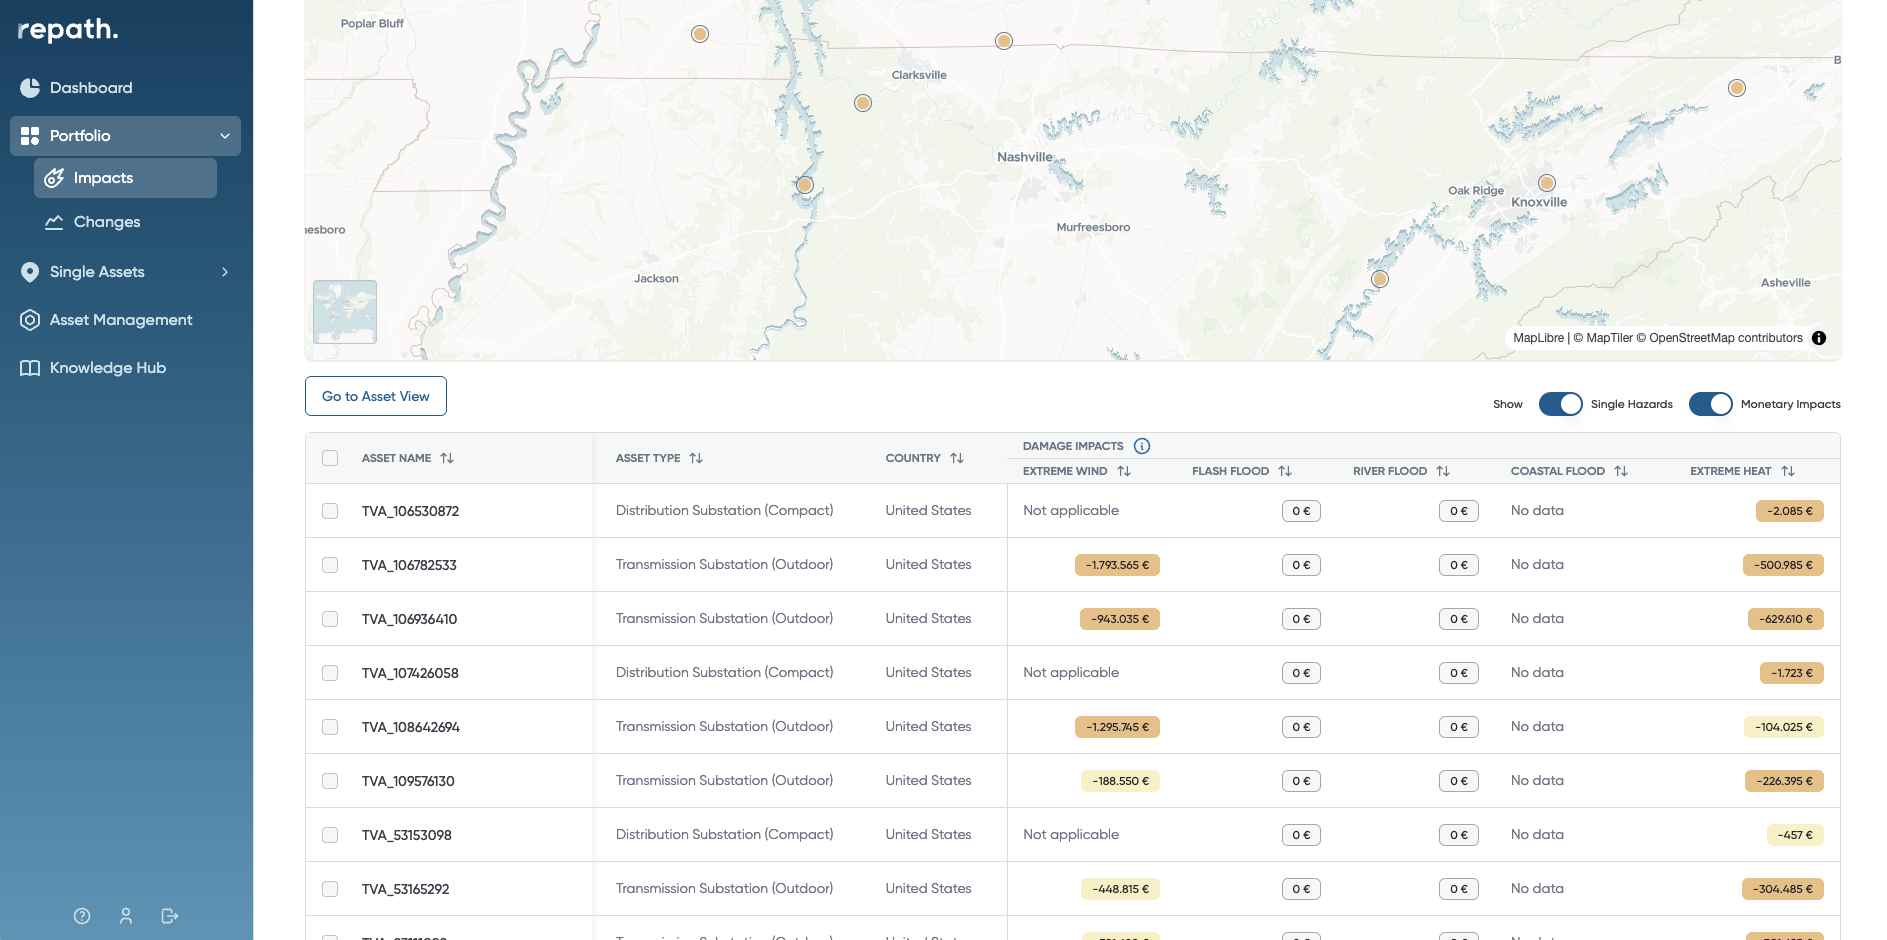 repath.
Dashboard
Portfolio
Impacts
Changes
Single Assets
Asset Management
Knowledge Hub
Poplar Bluff
Clarksville
Nashville
Oak Ridge
Knoxville
Murfreesboro
esboro
Jackson
Asheville
B
MapLibre | © MapTiler © OpenStreetMap contributors
Go to Asset View
Show Single Hazards Monetary Impacts
DAMAGE IMPACTS
ASSET NAME ASSET TYPE COUNTRY EXTREME WIND FLASH FLOOD RIVER FLOOD COASTAL FLOOD EXTREME HEAT
TVA_106530872 Distribution Substation (Compact) United States Not applicable 0 € 0 € No data -2.085 €
TVA_106782533 Transmission Substation (Outdoor) United States -1.793.565 € 0 € 0 € No data -500.985 €
TVA_106936410 Transmission Substation (Outdoor) United States -943.035 € 0 € 0 € No data -629.610 €
TVA_107426058 Distribution Substation (Compact) United States Not applicable 0 € 0 € No data -1.723 €
TVA_108642694 Transmission Substation (Outdoor) United States -1.295.745 € 0 € 0 € No data -104.025 €
TVA_109576130 Transmission Substation (Outdoor) United States -188.550 € 0 € 0 € No data -226.395 €
TVA_53153098 Distribution Substation (Compact) United States Not applicable 0 € 0 € No data -457 €
TVA_53165292 Transmission Substation (Outdoor) United States -448.815 € 0 € 0 € No data -304.485 €